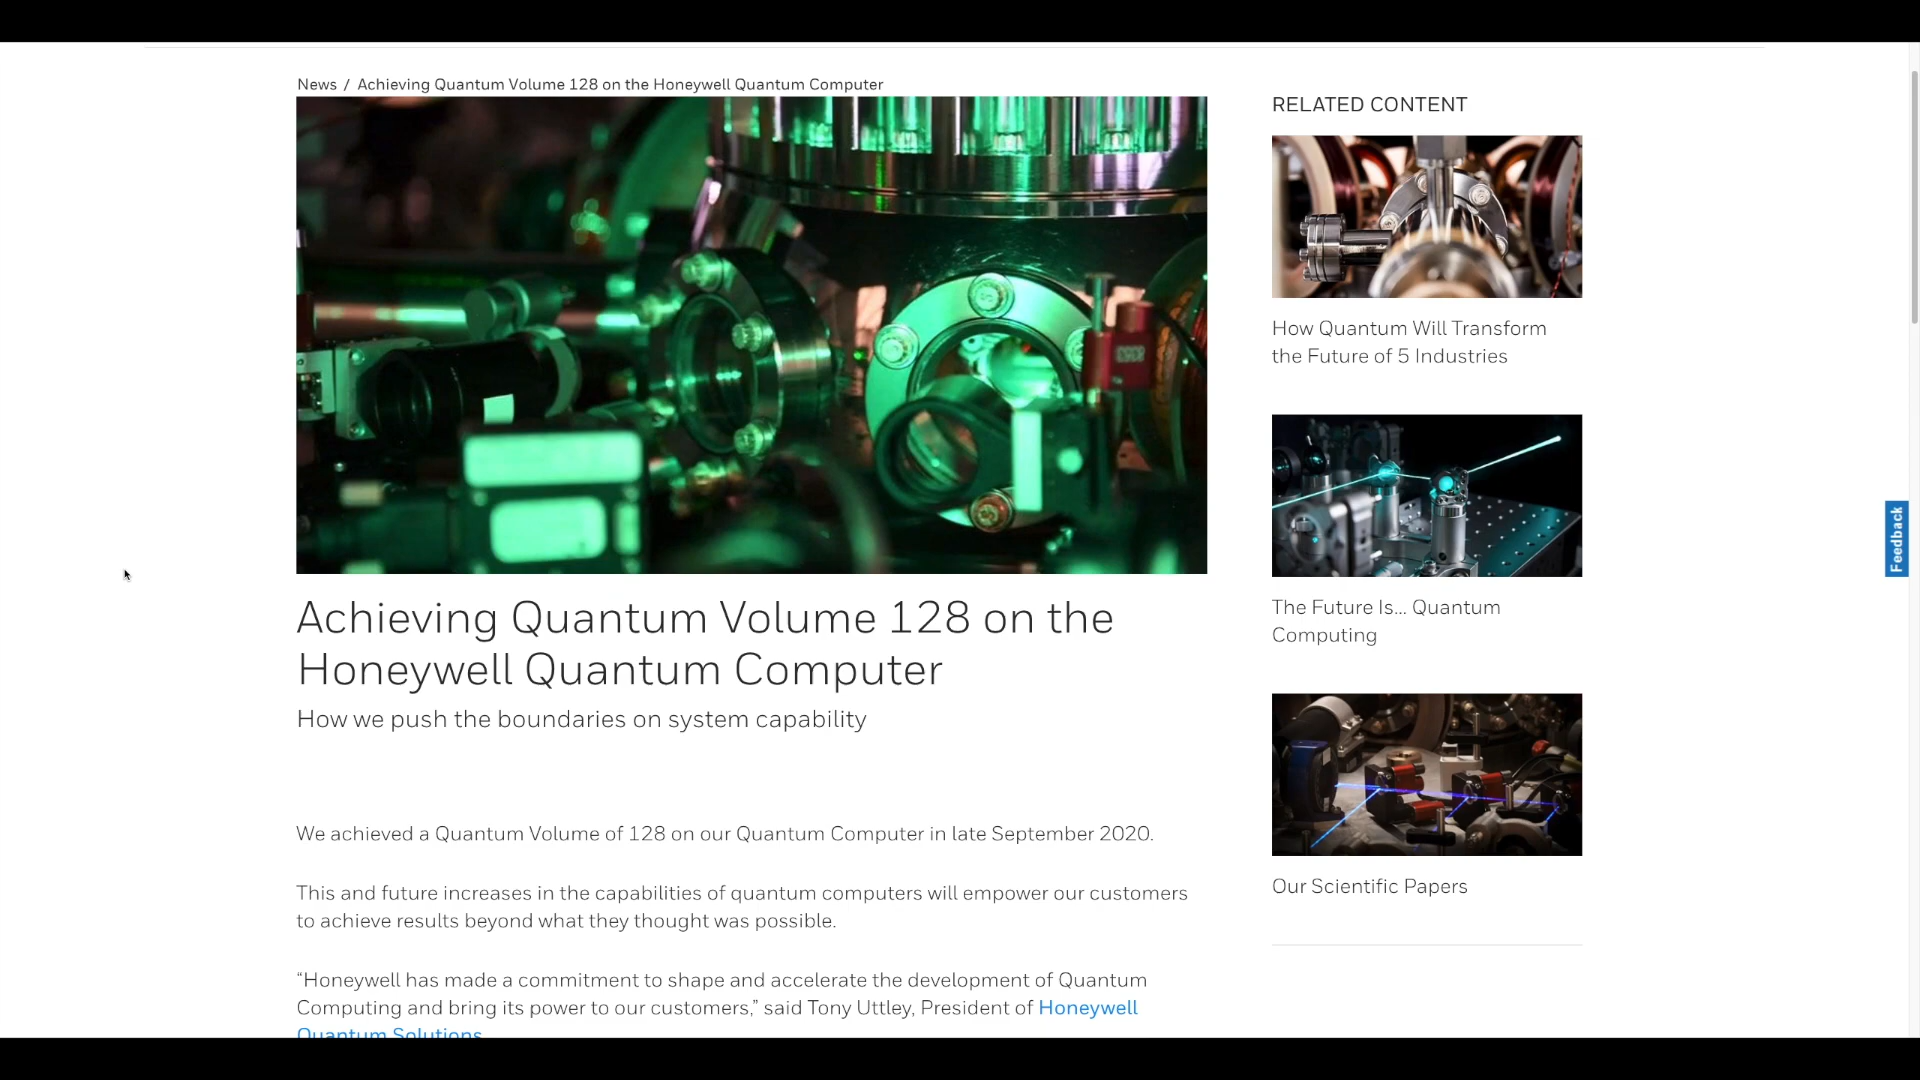 News / Achieving Quantum Volume 128 on the Honeywell Quantum Computer
Achieving Quantum Volume 128 on the
Honeywell Quantum Computer
How we push the boundaries on system capability
We achieved a Quantum Volume of 128 on our Quantum Computer in late September 2020.
This and future increases in the capabilities of quantum computers will empower our customers
to achieve results beyond what they thought was possible.
“Honeywell has made a commitment to shape and accelerate the development of Quantum
Computing and bring its power to our customers,” said Tony Uttley, President of Honeywell
Quantum Solutions
RELATED CONTENT
How Quantum Will Transform
the Future of 5 Industries
The Future Is... Quantum
Computing
Our Scientific Papers
Feedback